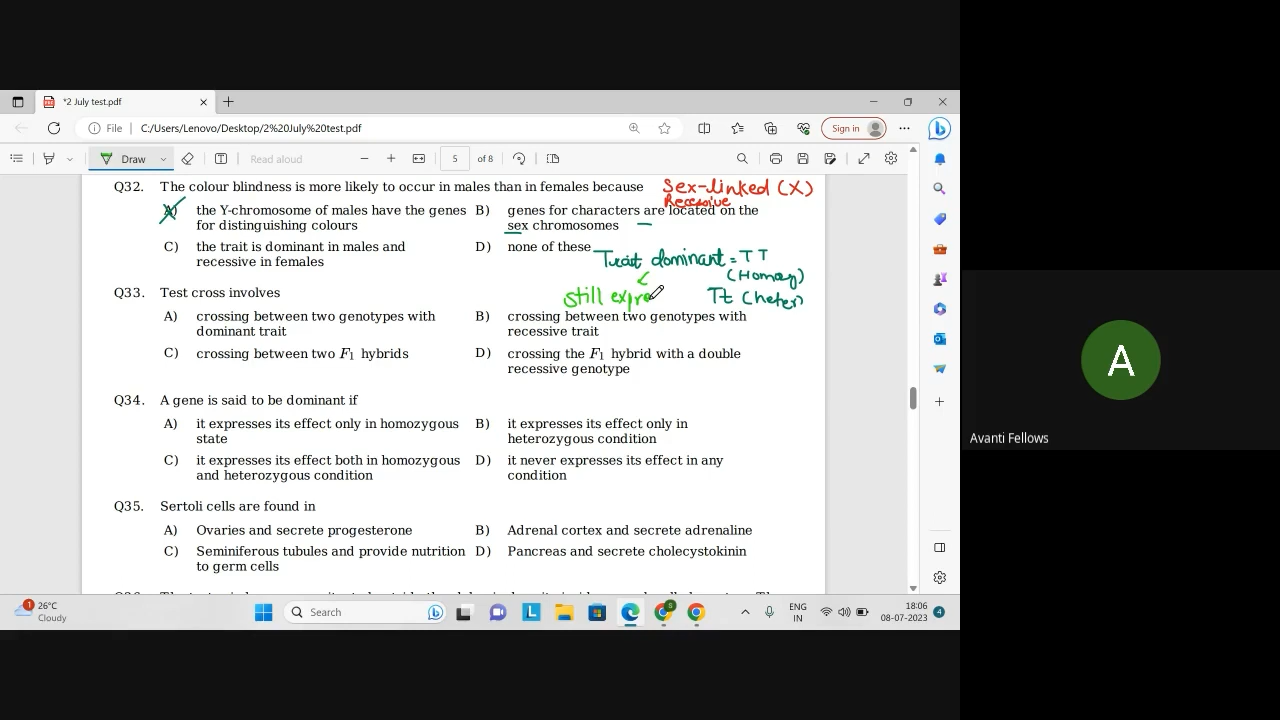 *2 July test.pdf
File
C:/Users/Lenovo/Desktop/2%20July%20test.pdf
Sign in
Draw
Read aloud
5
of 8
Q32. The colour blindness is more likely to occur in males than in females because
Sex-linked (X)
Recessive
A) the Y-chromosome of males have the genes for distinguishing colours
B) genes for characters are located on the sex chromosomes
C) the trait is dominant in males and recessive in females
D) none of these
Trait dominant = TT
(Homoz)
Still expre
Tt (heter)
Q33. Test cross involves
A) crossing between two genotypes with dominant trait
B) crossing between two genotypes with recessive trait
C) crossing between two F1 hybrids
D) crossing the F1 hybrid with a double recessive genotype
Q34. A gene is said to be dominant if
A) it expresses its effect only in homozygous state
B) it expresses its effect only in heterozygous condition
C) it expresses its effect both in homozygous and heterozygous condition
D) it never expresses its effect in any condition
Q35. Sertoli cells are found in
A) Ovaries and secrete progesterone
B) Adrenal cortex and secrete adrenaline
C) Seminiferous tubules and provide nutrition to germ cells
D) Pancreas and secrete cholecystokinin
A
Avanti Fellows
1
26°C
Cloudy
Search
ENG
IN
18:06
08-07-2023
4